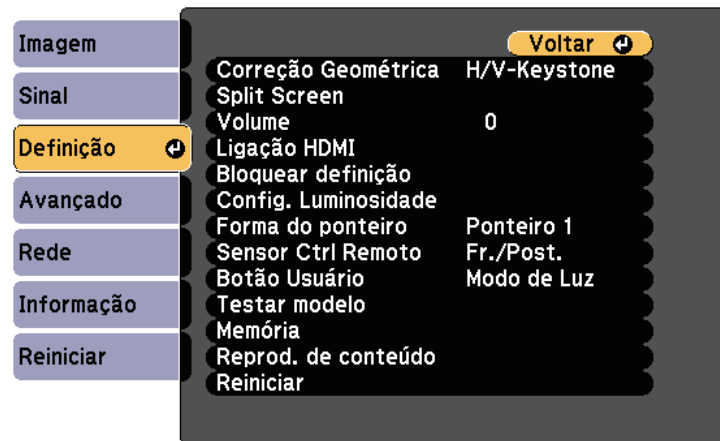 Imagem
Sinal
Definição
Avançado
Rede
Informação
Reiniciar
Voltar
Correção Geométrica H/V-Keystone
Split Screen
Volume 0
Ligação HDMI
Bloquear definição
Config. Luminosidade
Forma do ponteiro Ponteiro 1
Sensor Ctrl Remoto Fr./Post.
Botão Usuário Modo de Luz
Testar modelo
Memória
Reprod. de conteúdo
Reiniciar